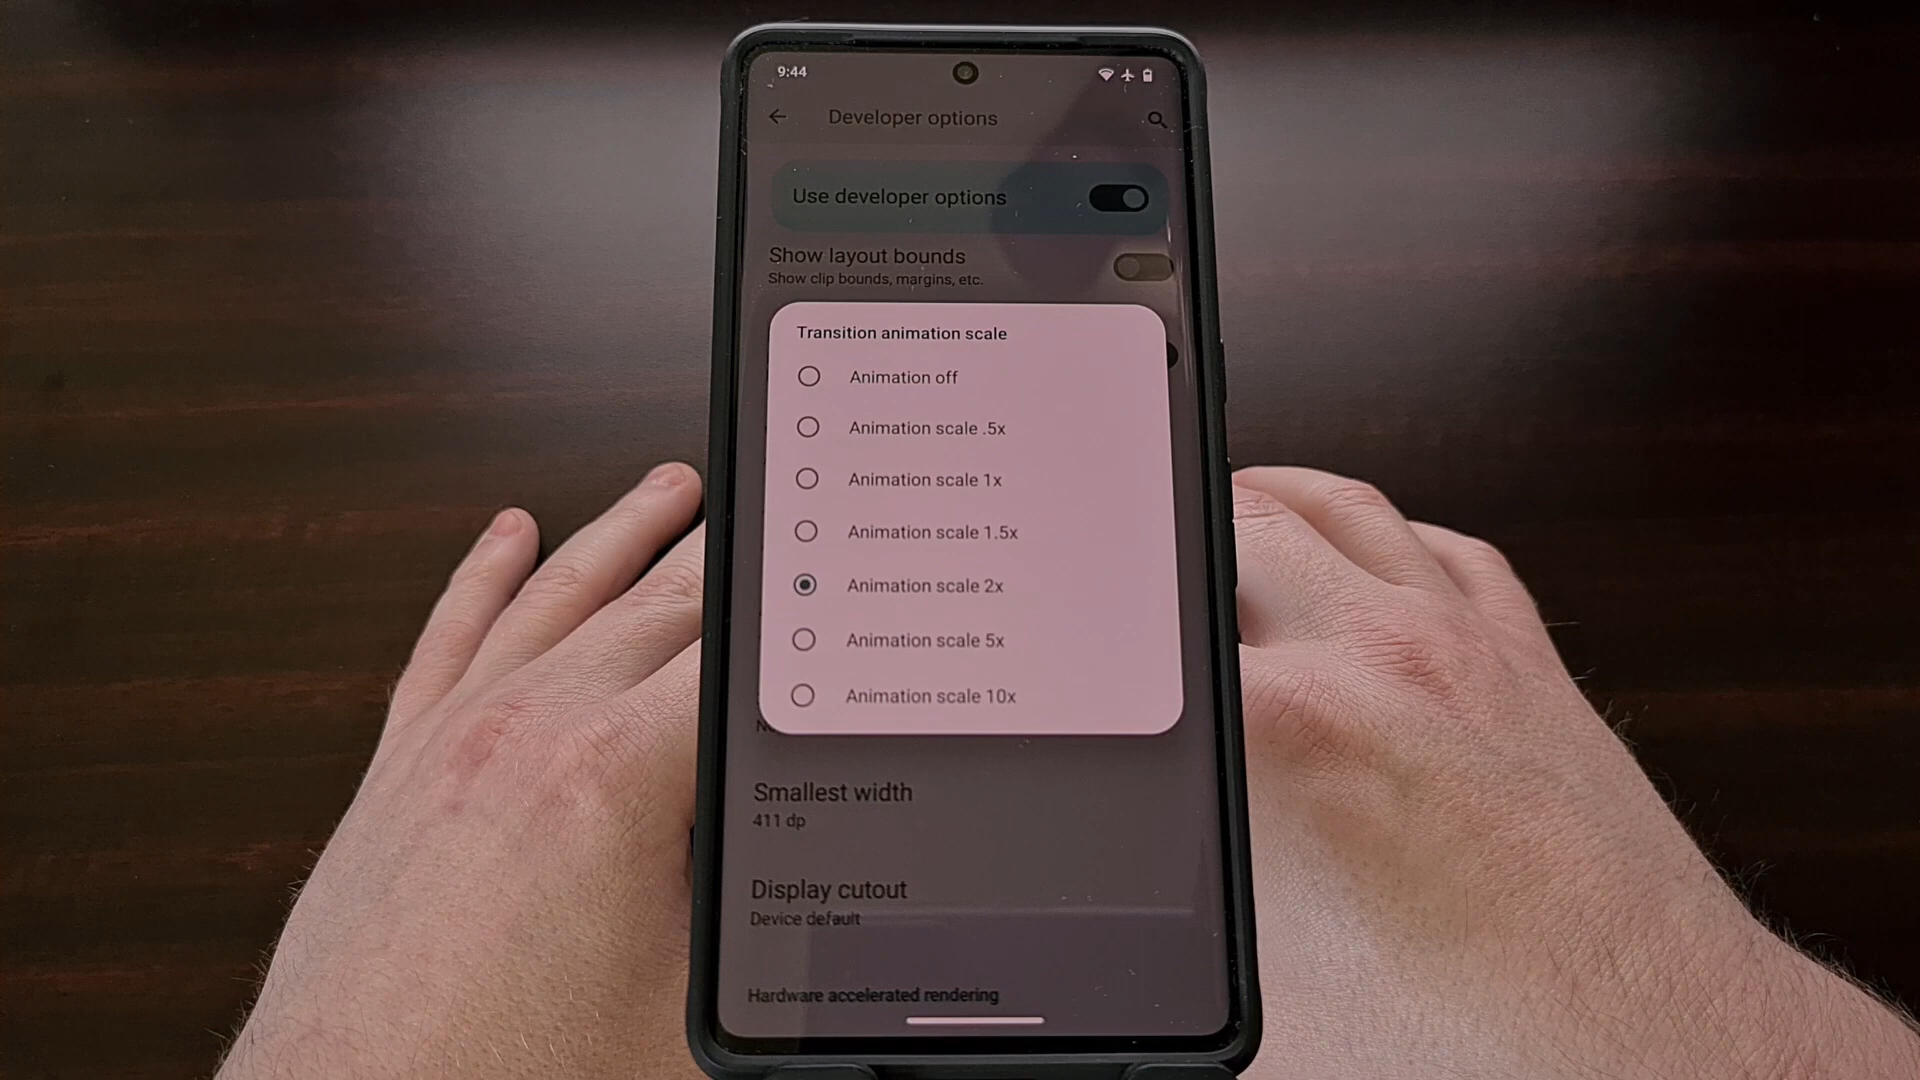 9:44
Developer options
Use developer options
Show layout bounds
Show clip bounds, margins, etc.
Transition animation scale
Animation off
Animation scale .5x
Animation scale 1x
Animation scale 1.5x
Animation scale 2x
Animation scale 5x
Animation scale 10x
Smallest width
411 dp
Display cutout
Device default
Hardware accelerated rendering